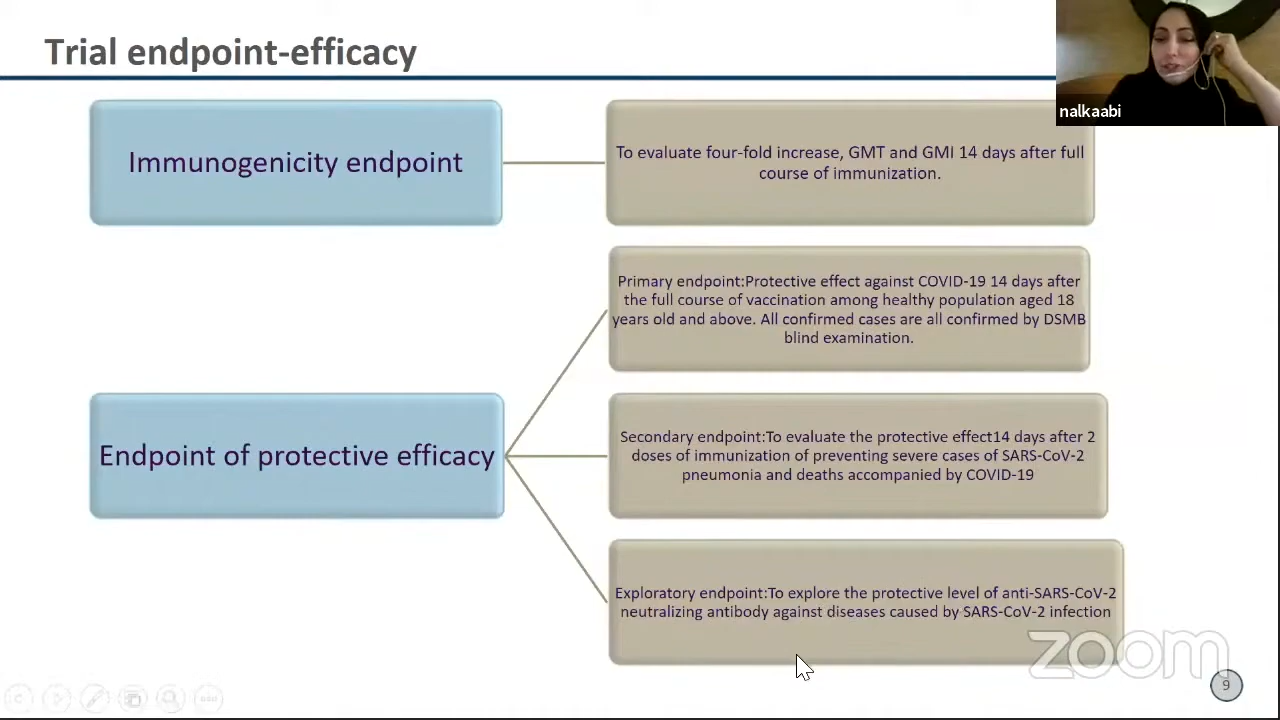 Trial endpoint-efficacy
nalkaabi
Immunogenicity endpoint
To evaluate four-fold increase, GMT and GMI 14 days after full
course of immunization.
Endpoint of protective efficacy
Primary endpoint:Protective effect against COVID-19 14 days after
the full course of vaccination among healthy population aged 18
years old and above. All confirmed cases are all confirmed by DSMB
blind examination.
Secondary endpoint:To evaluate the protective effect14 days after 2
doses of immunization of preventing severe cases of SARS-CoV-2
pneumonia and deaths accompanied by COVID-19
Exploratory endpoint:To explore the protective level of anti-SARS-CoV-2
neutralizing antibody against diseases caused by SARS-CoV-2 infection
zoom
9